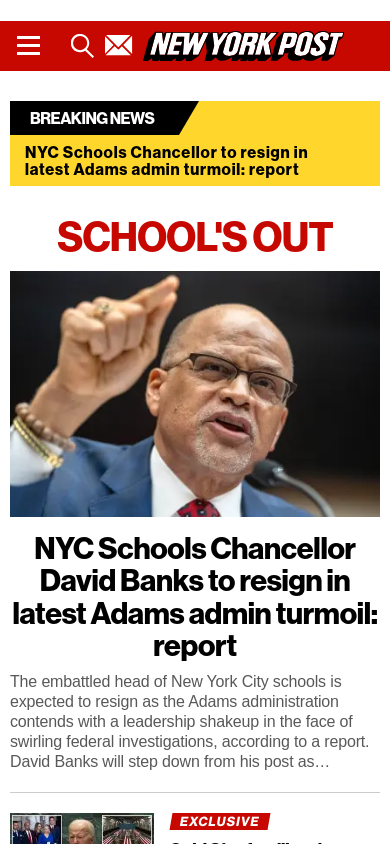 NEW YORK POST
BREAKING NEWS
NYC Schools Chancellor to resign in
latest Adams admin turmoil: report
SCHOOL'S OUT
NYC Schools Chancellor
David Banks to resign in
latest Adams admin turmoil:
report
The embattled head of New York City schools is
expected to resign as the Adams administration
contends with a leadership shakeup in the face of
swirling federal investigations, according to a report.
David Banks will step down from his post as…
EXCLUSIVE